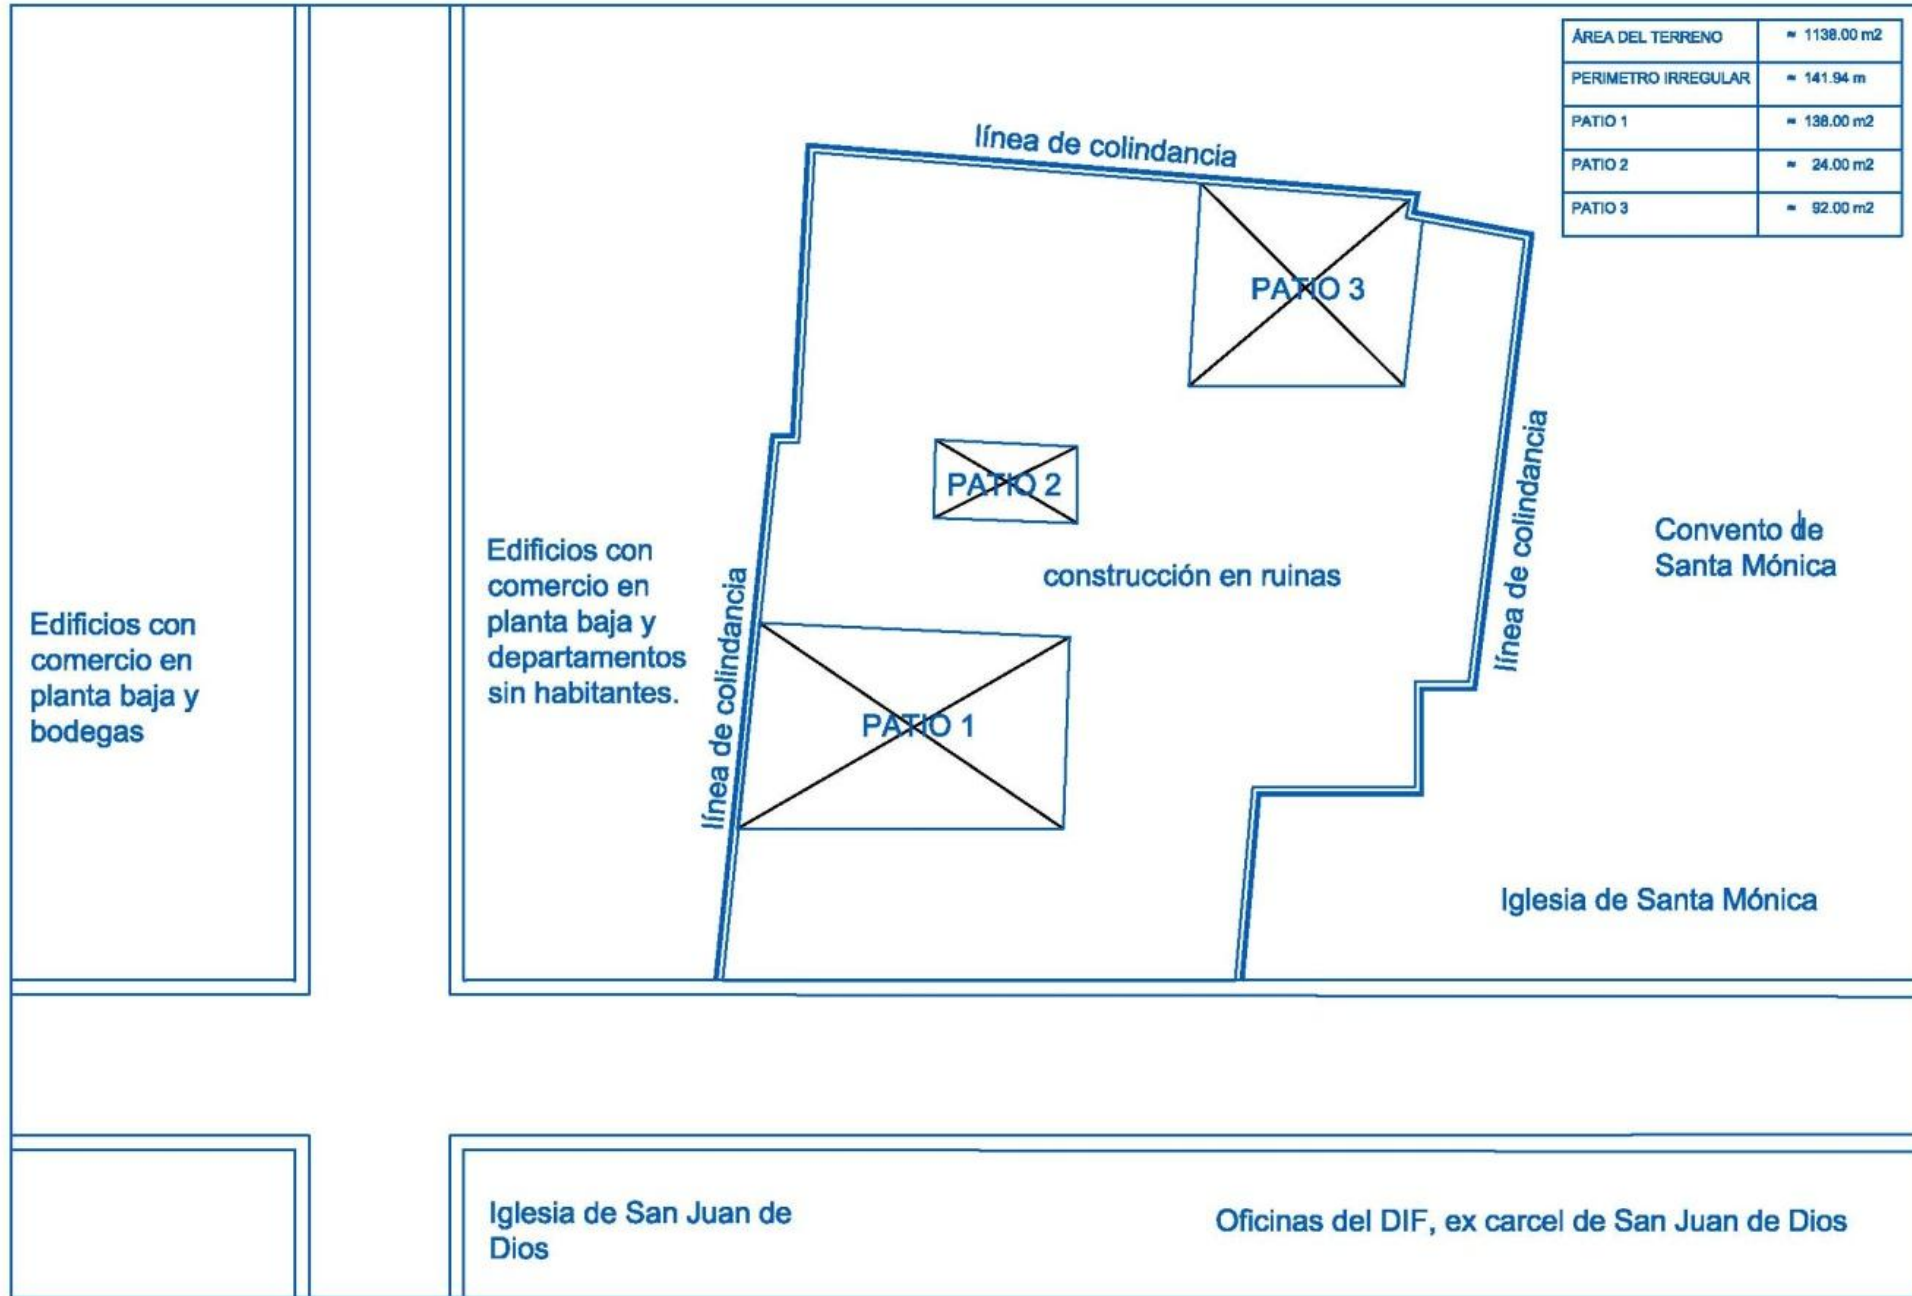 ÁREA DEL TERRENO ≈ 1138.00 m2
PERIMETRO IRREGULAR ≈ 141.94 m
PATIO 1 ≈ 138.00 m2
PATIO 2 ≈ 24.00 m2
PATIO 3 ≈ 92.00 m2
línea de colindancia
PATIO 3
PATIO 2
línea de colindancia
Convento de
Santa Mónica
Edificios con
comercio en
planta baja y
departamentos
sin habitantes.
construcción en ruinas
Edificios con
comercio en
planta baja y
bodegas
línea de colindancia
PATIO 1
Iglesia de Santa Mónica
Iglesia de San Juan de
Dios
Oficinas del DIF, ex carcel de San Juan de Dios